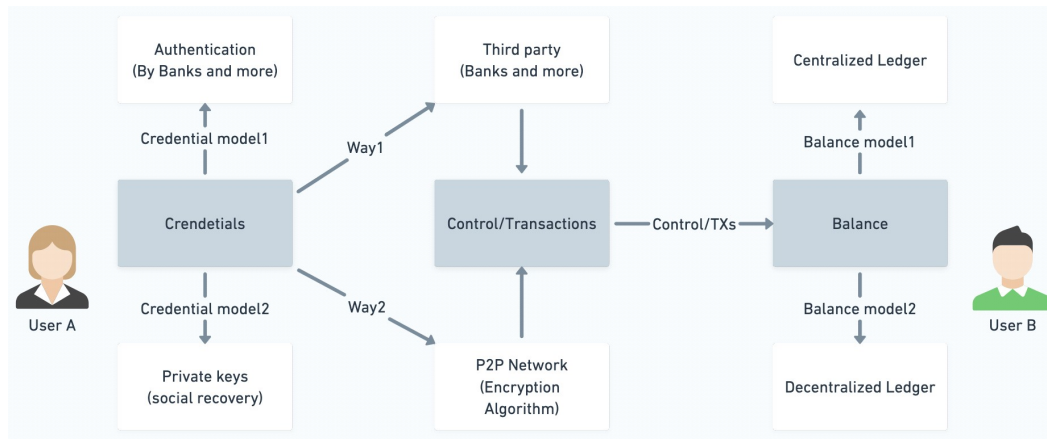 Authentication
(By Banks and more)
Third party
(Banks and more)
Centralized Ledger
Credential model1
Way1
Balance model1
Crendetials
Control/Transactions
Control/TXs
Balance
User A
Credential model2
Way2
Balance model2
User B
Private keys
(social recovery)
P2P Network
(Encryption
Algorithm)
Decentralized Ledger